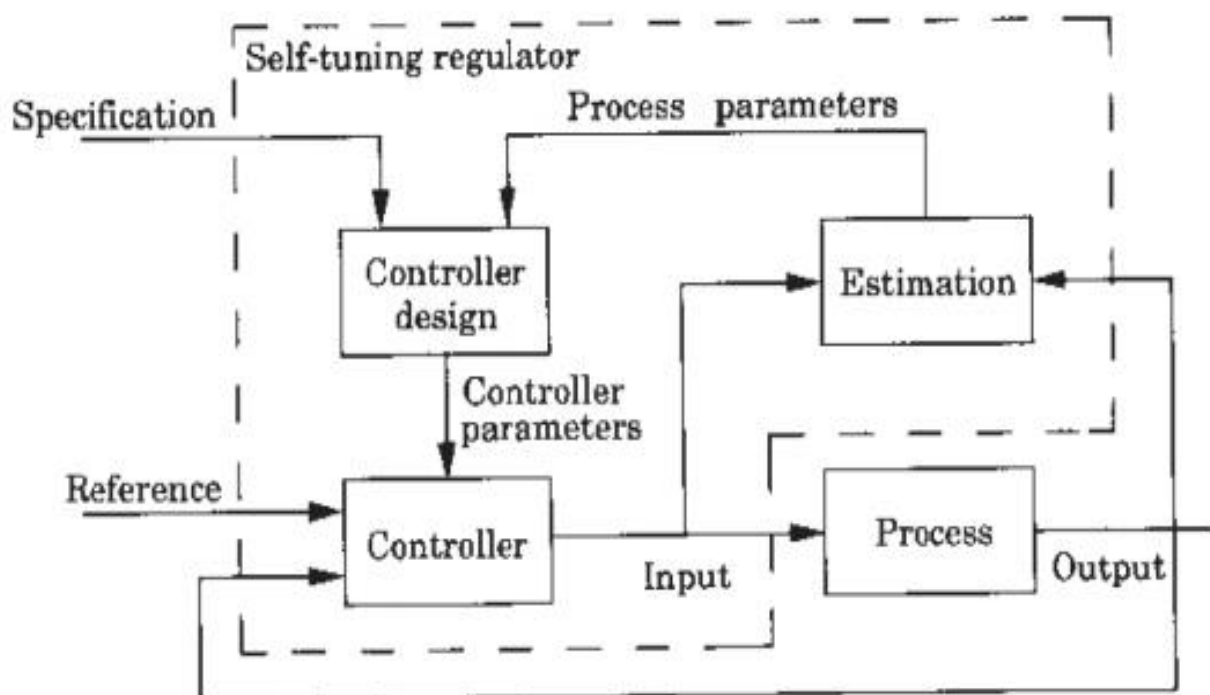 Self-tuning regulator
Specification
Process parameters
Controller
design
Estimation
Controller
parameters
Reference
Controller
Process
Input
Output